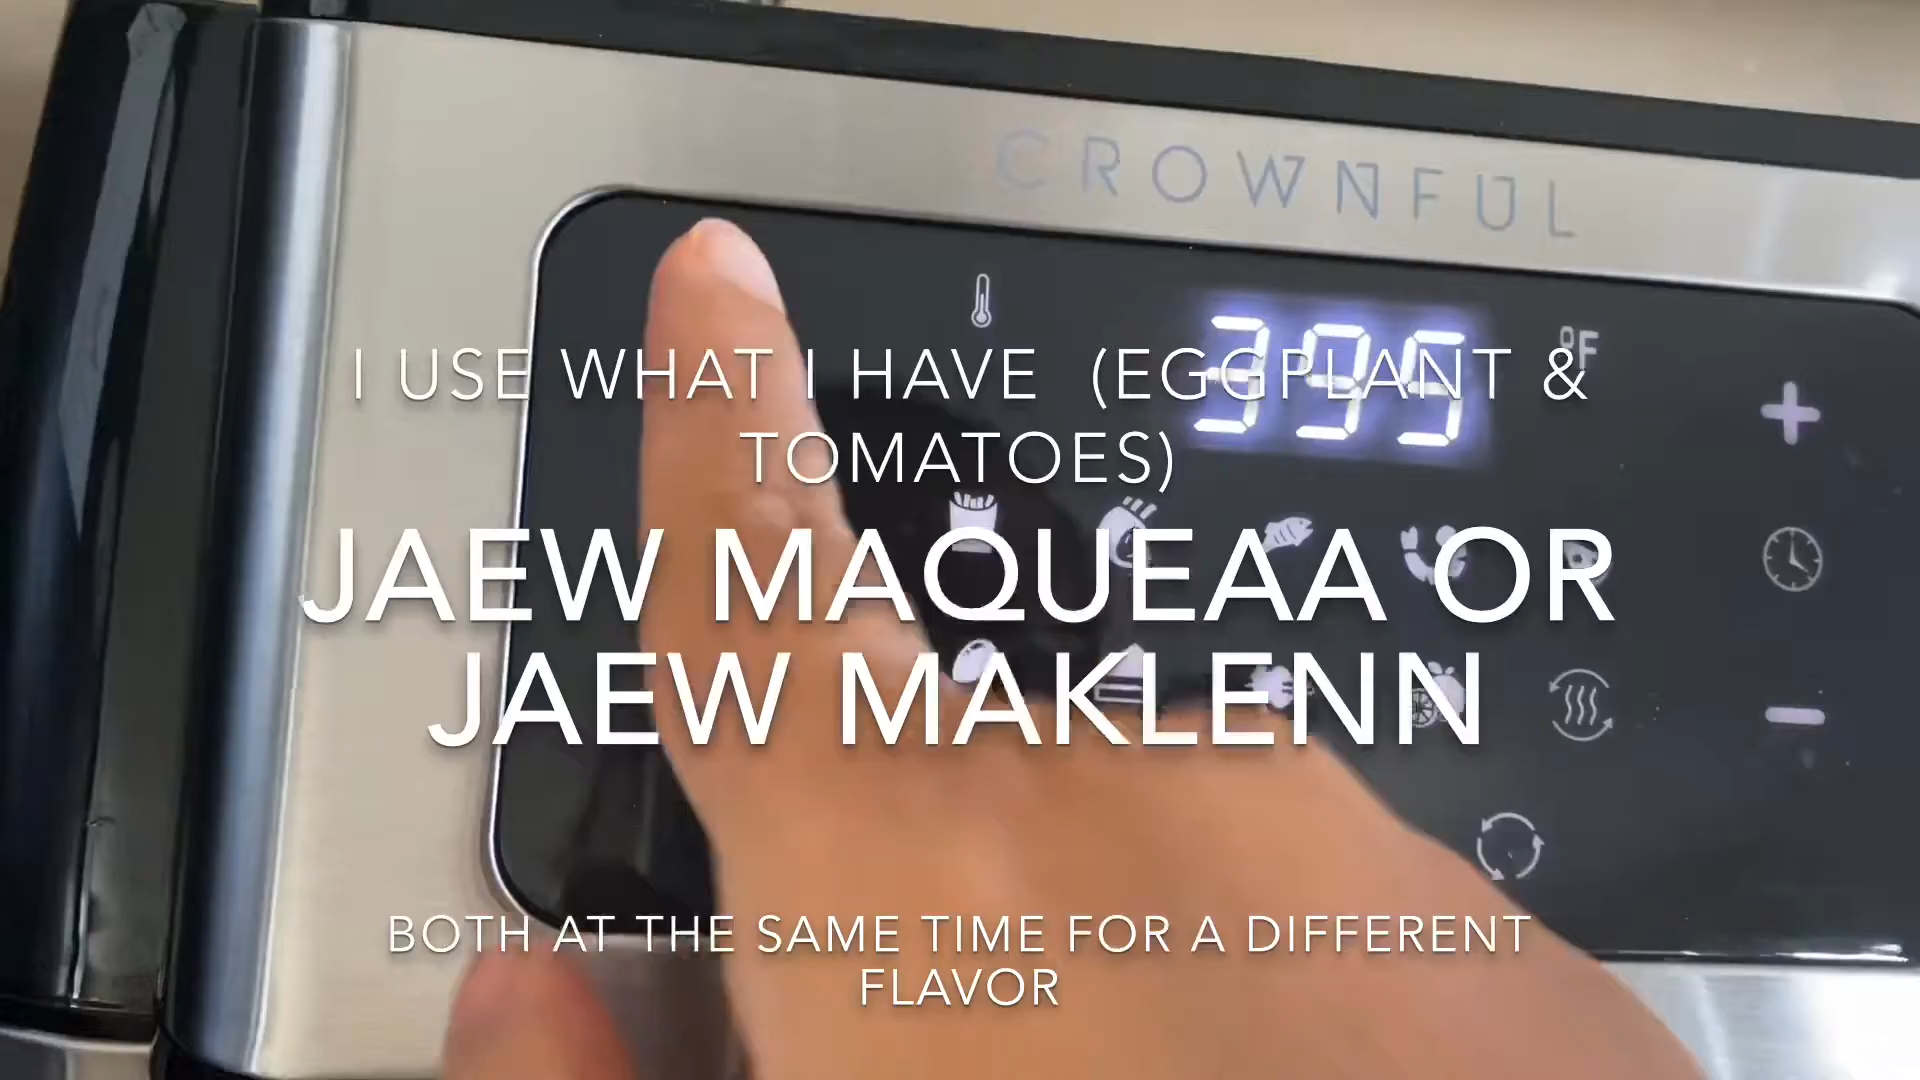 CROWNFUL
395 °F
I USE WHAT I HAVE (EGGPLANT &
TOMATOES)
JAEW MAQUEAA OR
JAEW MAKLENN
BOTH AT THE SAME TIME FOR A DIFFERENT
FLAVOR